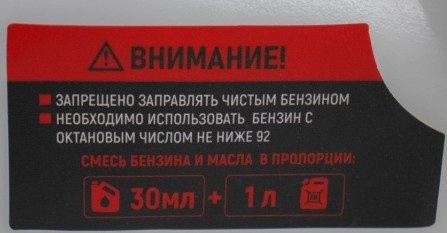 ВНИМАНИЕ!
ЗАПРЕЩЕНО ЗАПРАВЛЯТЬ ЧИСТЫМ БЕНЗИНОМ
НЕОБХОДИМО ИСПОЛЬЗОВАТЬ БЕНЗИН С
ОКТАНОВЫМ ЧИСЛОМ НЕ НИЖЕ 92
СМЕСЬ БЕНЗИНА И МАСЛА В ПРОПОРЦИИ:
30мл + 1 л